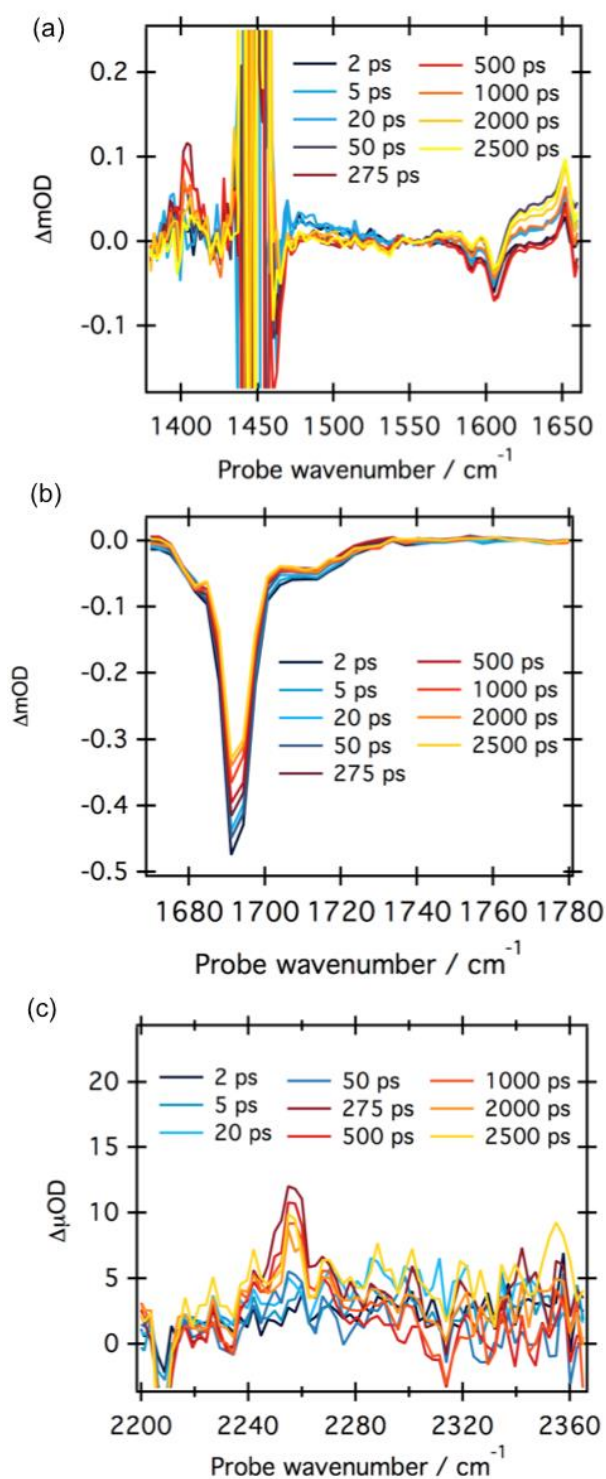 (a)
0.2
0.1
0.0
-0.1
ΔmOD
2 ps
5 ps
20 ps
50 ps
275 ps
500 ps
1000 ps
2000 ps
2500 ps
1400 1450 1500 1550 1600 1650
Probe wavenumber / cm⁻¹
(b)
0.0
-0.1
-0.2
-0.3
-0.4
-0.5
ΔmOD
2 ps
5 ps
20 ps
50 ps
275 ps
500 ps
1000 ps
2000 ps
2500 ps
1680 1700 1720 1740 1760 1780
Probe wavenumber / cm⁻¹
(c)
20
15
10
5
0
ΔμOD
2 ps
5 ps
20 ps
50 ps
275 ps
500 ps
1000 ps
2000 ps
2500 ps
2200 2240 2280 2320 2360
Probe wavenumber / cm⁻¹